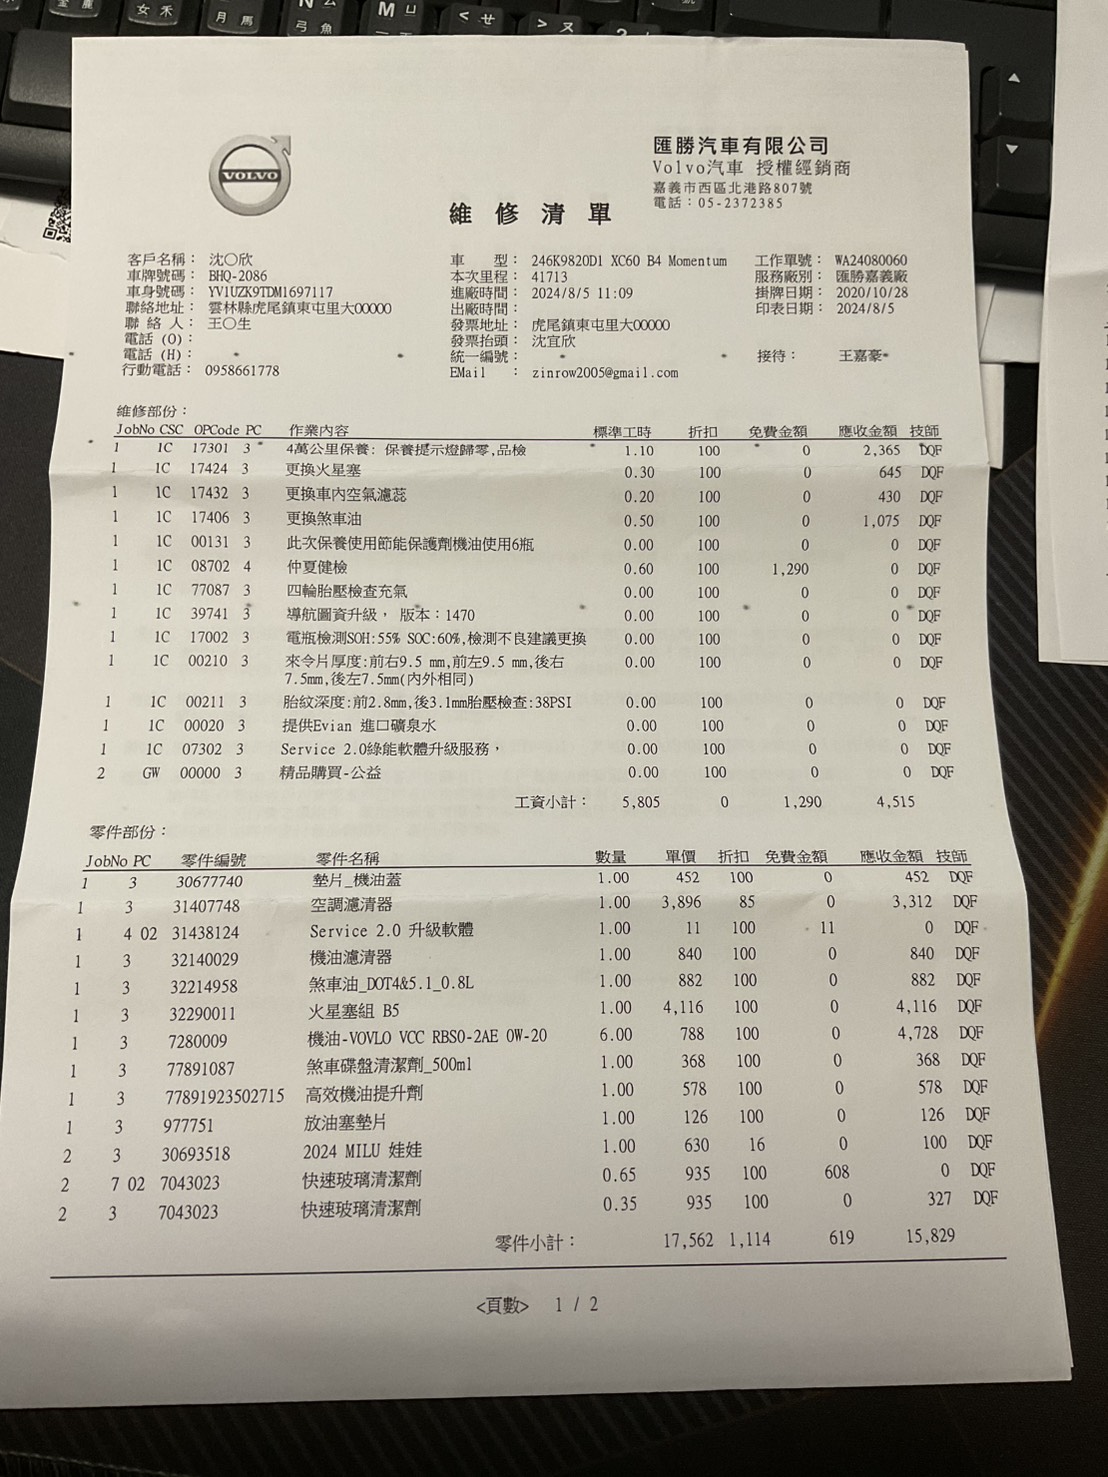 匯勝汽車有限公司
Volvo汽車 授權經銷商
嘉義市西區北港路807號
電話：05-2372385
VOLVO
維修清單
客戶名稱： 沈〇欣 車 型： 246K9820D1 XC60 B4 Momentum 工作單號： WA24080060
車牌號碼： BHQ-2086 本次里程： 41713 服務廠別： 匯勝嘉義廠
車身號碼： YV1UZK9TDM1697117 進廠時間： 2024/8/5 11:09 掛牌日期： 2020/10/28
聯絡地址： 雲林縣虎尾鎮東屯里大00000 出廠時間： 印表日期： 2024/8/5
聯 絡 人： 王〇生 發票地址： 虎尾鎮東屯里大00000
電話 (O)： 發票抬頭： 沈宜欣
電話 (H)： 統一編號： 接待： 王嘉豪
行動電話： 0958661778 EMail ： zinrow2005@gmail.com
維修部份：
JobNo CSC OPCode PC 作業內容 標準工時 折扣 免費金額 應收金額 技師
1 1C 17301 3 4萬公里保養: 保養提示燈歸零,品檢 1.10 100 0 2,365 DQF
1 1C 17424 3 更換火星塞 0.30 100 0 645 DQF
1 1C 17432 3 更換車內空氣濾蕊 0.20 100 0 430 DQF
1 1C 17406 3 更換煞車油 0.50 100 0 1,075 DQF
1 1C 00131 3 此次保養使用節能保護劑機油使用6瓶 0.00 100 0 0 DQF
1 1C 08702 4 仲夏健檢 0.60 100 1,290 0 DQF
1 1C 77087 3 四輪胎壓檢查充氣 0.00 100 0 0 DQF
1 1C 39741 3 導航圖資升級， 版本：1470 0.00 100 0 0 DQF
1 1C 17002 3 電瓶檢測SOH:55% SOC:60%,檢測不良建議更換 0.00 100 0 0 DQF
1 1C 00210 3 來令片厚度:前右9.5 mm,前左9.5 mm,後右 0.00 100 0 0 DQF
7.5mm,後左7.5mm(內外相同)
1 1C 00211 3 胎紋深度:前2.8mm,後3.1mm胎壓檢查:38PSI 0.00 100 0 0 DQF
1 1C 00020 3 提供Evian 進口礦泉水 0.00 100 0 0 DQF
1 1C 07302 3 Service 2.0綠能軟體升級服務， 0.00 100 0 0 DQF
2 GW 00000 3 精品購買-公益 0.00 100 0 0 DQF
工資小計： 5,805 0 1,290 4,515
零件部份：
JobNo PC 零件編號 零件名稱 數量 單價 折扣 免費金額 應收金額 技師
1 3 30677740 墊片_機油蓋 1.00 452 100 0 452 DQF
1 3 31407748 空調濾清器 1.00 3,896 85 0 3,312 DQF
1 4 02 31438124 Service 2.0 升級軟體 1.00 11 100 11 0 DQF
1 3 32140029 機油濾清器 1.00 840 100 0 840 DQF
1 3 32214958 煞車油_DOT4&5.1_0.8L 1.00 882 100 0 882 DQF
1 3 32290011 火星塞組 B5 1.00 4,116 100 0 4,116 DQF
1 3 7280009 機油-VOVLO VCC RBS0-2AE 0W-20 6.00 788 100 0 4,728 DQF
1 3 77891087 煞車碟盤清潔劑_500ml 1.00 368 100 0 368 DQF
1 3 77891923502715 高效機油提升劑 1.00 578 100 0 578 DQF
1 3 977751 放油塞墊片 1.00 126 100 0 126 DQF
2 3 30693518 2024 MILU 娃娃 1.00 630 16 0 100 DQF
2 7 02 7043023 快速玻璃清潔劑 0.65 935 100 608 0 DQF
2 3 7043023 快速玻璃清潔劑 0.35 935 100 0 327 DQF
零件小計： 17,562 1,114 619 15,829
<頁數> 1 / 2